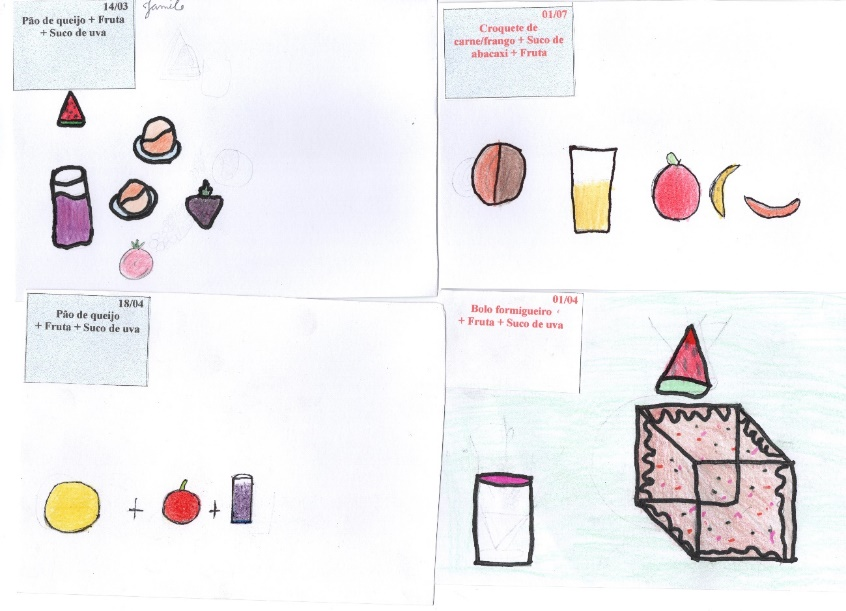 14/03
Pão de queijo + Fruta
+ Suco de uva
01/07
Croquete de
carne/frango + Suco de
abacaxi + Fruta
18/04
Pão de queijo
+ Fruta + Suco de uva
+ +
01/04
Bolo formigueiro
+ Fruta + Suco de uva